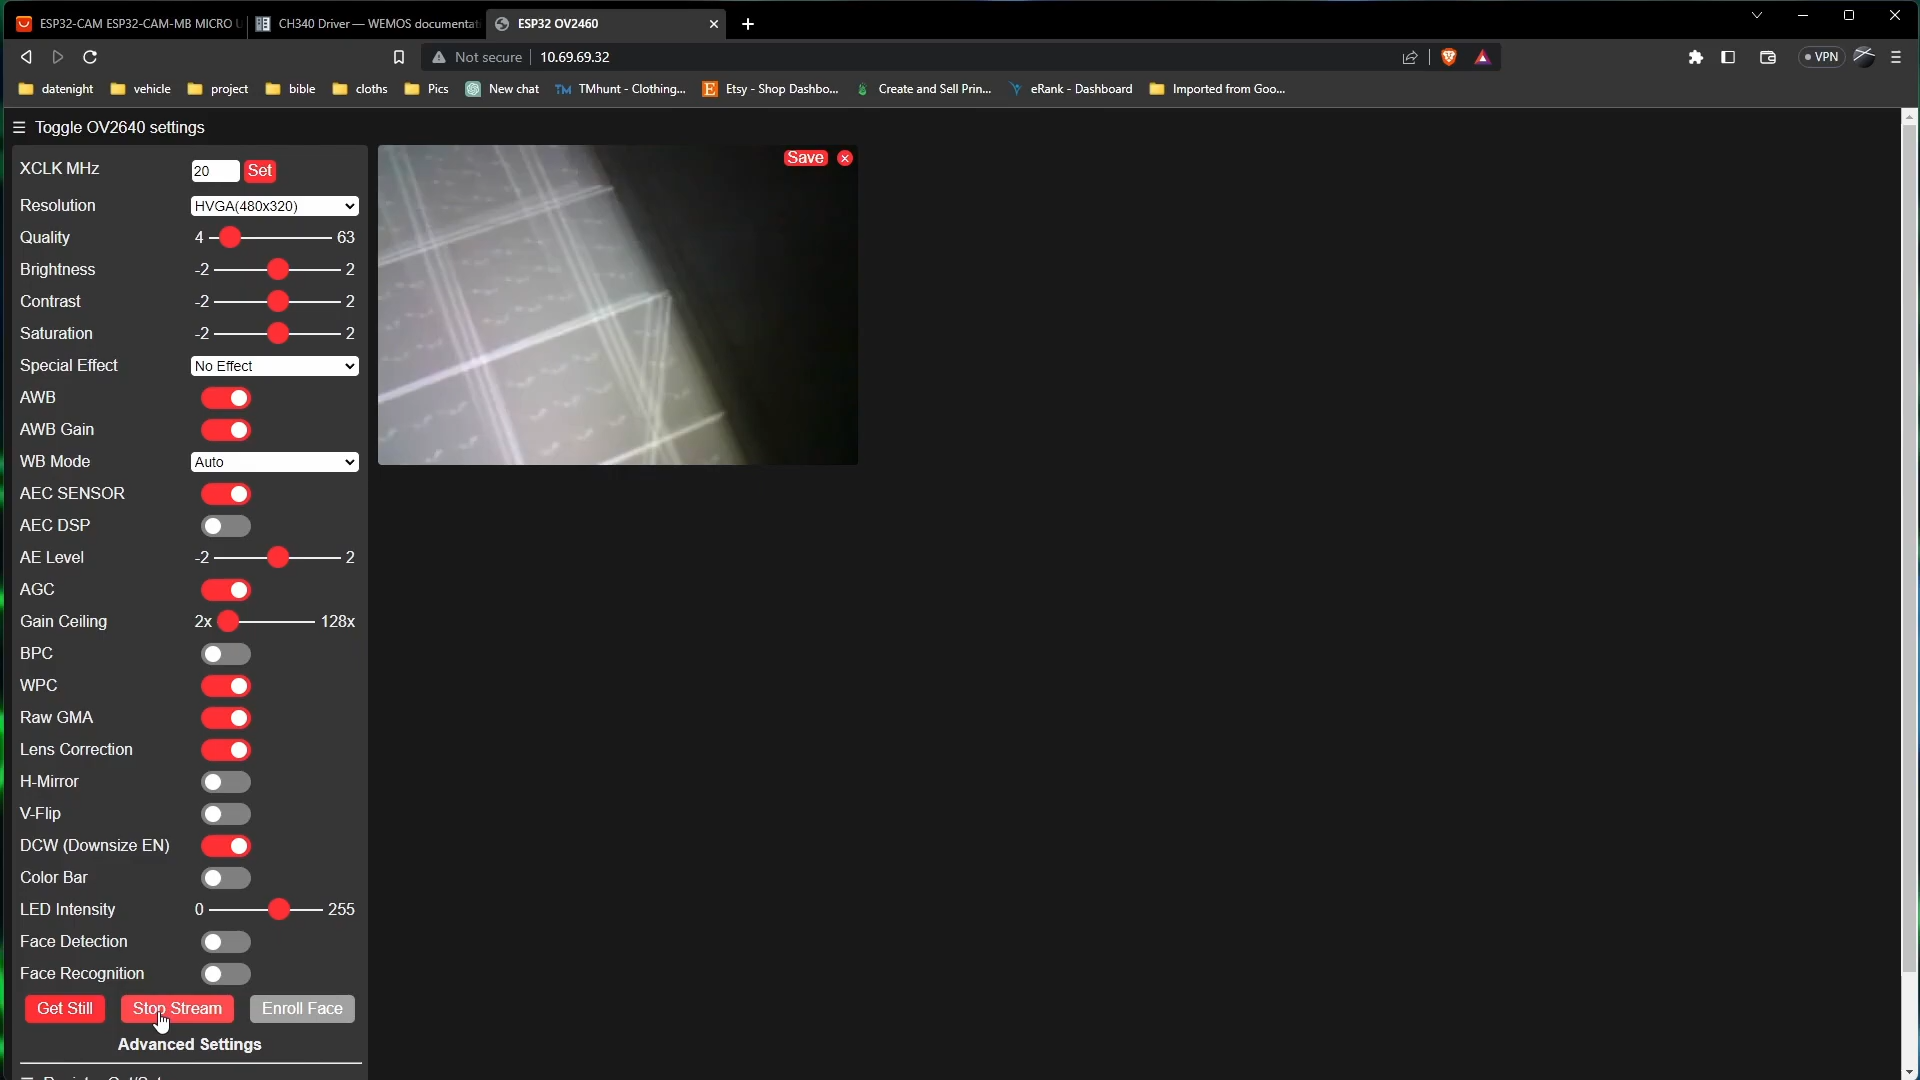 ESP32-CAM ESP32-CAM-MB MICRO U
CH340 Driver — WEMOS documentati
ESP32 OV2460
Not secure
10.69.69.32
VPN
datenight
vehicle
project
bible
cloths
Pics
New chat
TMhunt - Clothing...
Etsy - Shop Dashbo...
Create and Sell Prin...
eRank - Dashboard
Imported from Goo...
Toggle OV2640 settings
XCLK MHz 20 Set
Resolution HVGA(480x320)
Quality 4 63
Brightness -2 2
Contrast -2 2
Saturation -2 2
Special Effect No Effect
AWB
AWB Gain
WB Mode Auto
AEC SENSOR
AEC DSP
AE Level -2 2
AGC
Gain Ceiling 2x 128x
BPC
WPC
Raw GMA
Lens Correction
H-Mirror
V-Flip
DCW (Downsize EN)
Color Bar
LED Intensity 0 255
Face Detection
Face Recognition
Get Still Stop Stream Enroll Face
Advanced Settings
Save